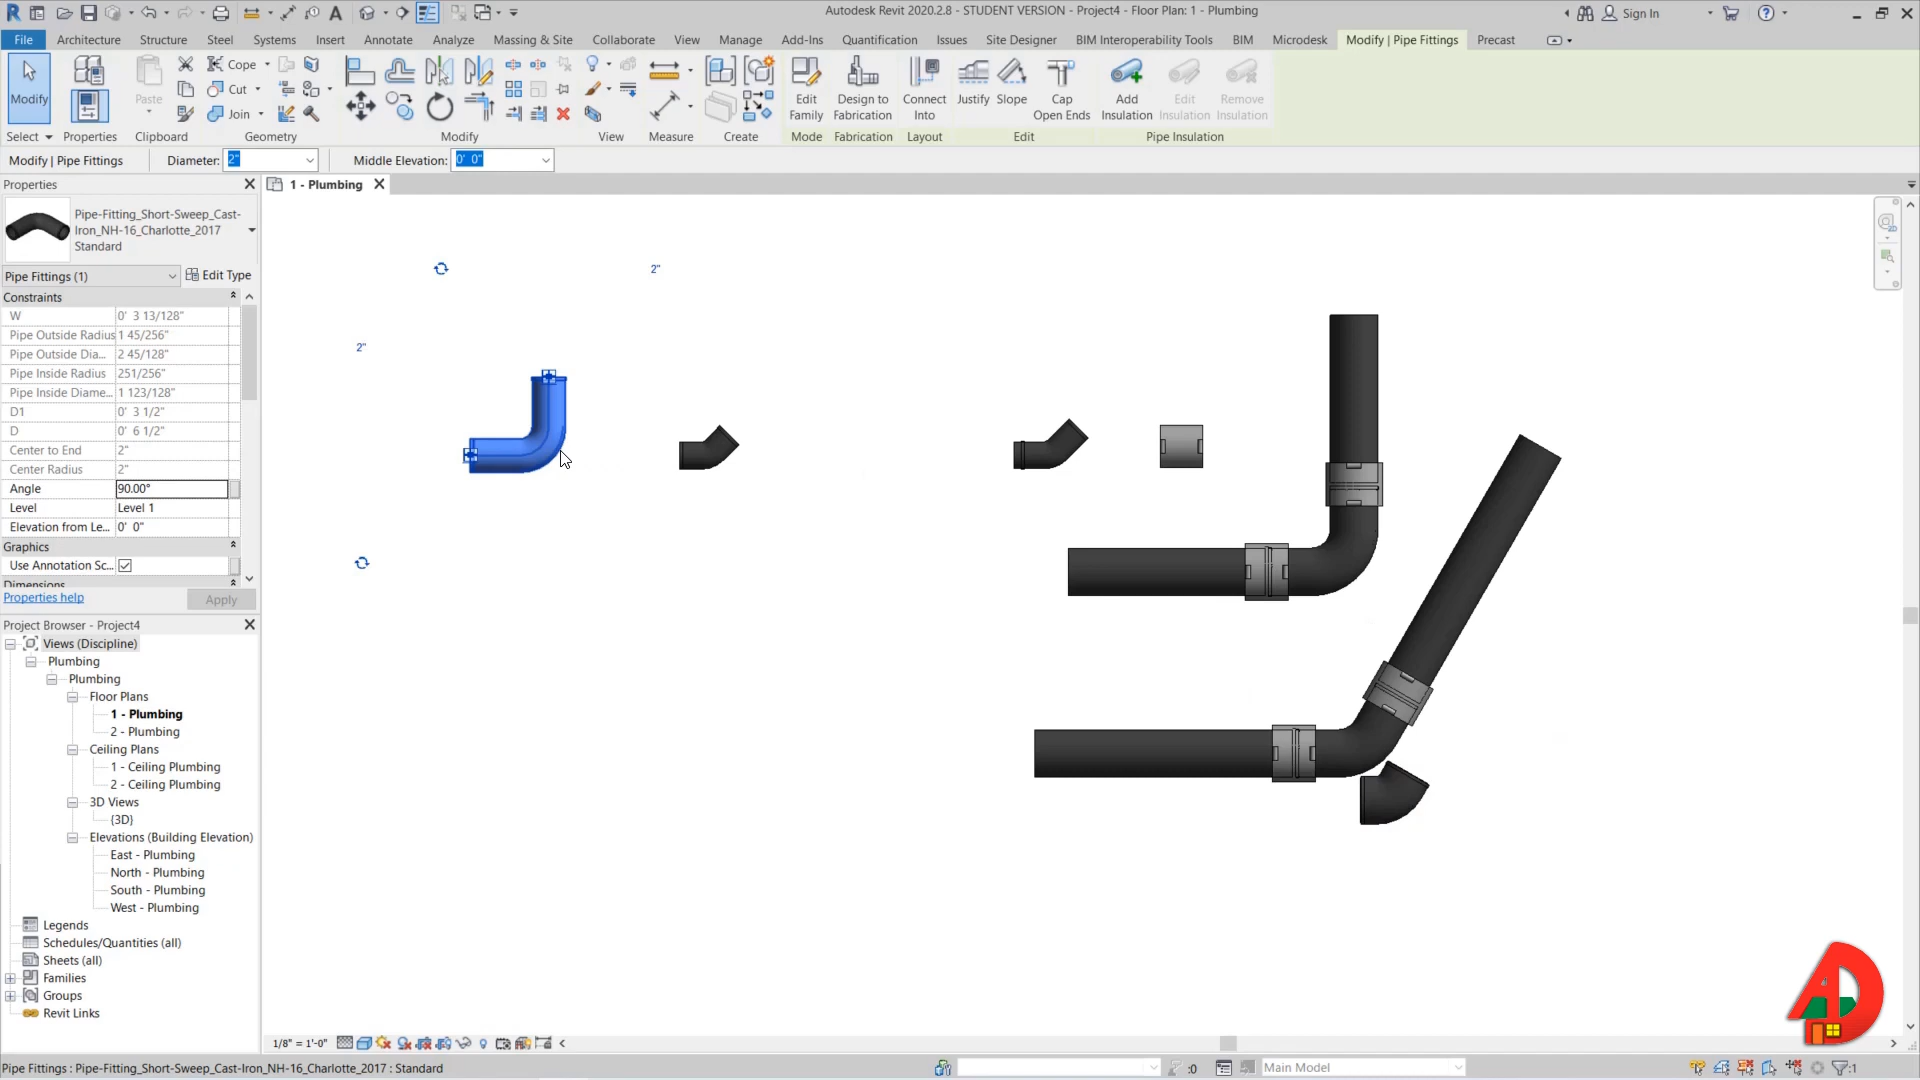 Autodesk Revit 2020.2.8 - STUDENT VERSION - Project4 - Floor Plan: 1 - Plumbing
Sign In
File
Architecture
Structure
Steel
Systems
Insert
Annotate
Analyze
Massing & Site
Collaborate
View
Manage
Add-Ins
Quantification
Issues
Site Designer
BIM Interoperability Tools
BIM
Microdesk
Modify | Pipe Fittings
Precast
Modify
Paste
Cope
Cut
Join
Edit Family
Design to Fabrication
Connect Into
Justify
Slope
Cap Open Ends
Add Insulation
Edit Insulation
Remove Insulation
Select
Properties
Clipboard
Geometry
Modify
View
Measure
Create
Mode
Fabrication
Layout
Edit
Pipe Insulation
Modify | Pipe Fittings
Diameter: 2"
Middle Elevation: 0' 0"
Properties
1 - Plumbing
Pipe-Fitting_Short-Sweep_Cast-
Iron_NH-16_Charlotte_2017
Standard
Pipe Fittings (1)
Edit Type
Constraints
W 0' 3 13/128"
Pipe Outside Radius 1 45/256"
Pipe Outside Dia... 2 45/128"
Pipe Inside Radius 251/256"
Pipe Inside Diame... 1 123/128"
D1 0' 3 1/2"
D 0' 6 1/2"
Center to End 2"
Center Radius 2"
Angle 90.00°
Level Level 1
Elevation from Le... 0' 0"
Graphics
Use Annotation Sc...
Dimensions
Properties help
Apply
2"
2"
Project Browser - Project4
Views (Discipline)
Plumbing
Plumbing
Floor Plans
1 - Plumbing
2 - Plumbing
Ceiling Plans
1 - Ceiling Plumbing
2 - Ceiling Plumbing
3D Views
{3D}
Elevations (Building Elevation)
East - Plumbing
North - Plumbing
South - Plumbing
West - Plumbing
Legends
Schedules/Quantities (all)
Sheets (all)
Families
Groups
Revit Links
1/8" = 1'-0"
Pipe Fittings : Pipe-Fitting_Short-Sweep_Cast-Iron_NH-16_Charlotte_2017 : Standard
:0
Main Model
:1